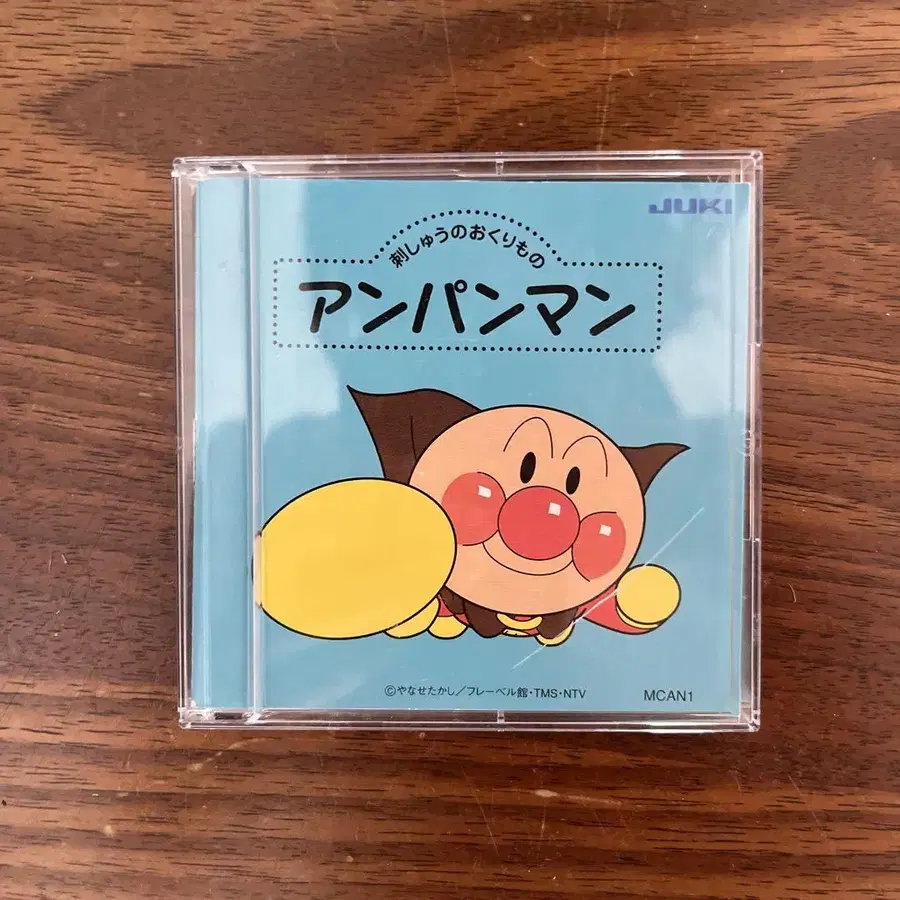 JUKI
刺しゅうのおくりもの
アンパンマン
©やなせたかし/フレーベル館・TMS・NTV
MCAN1